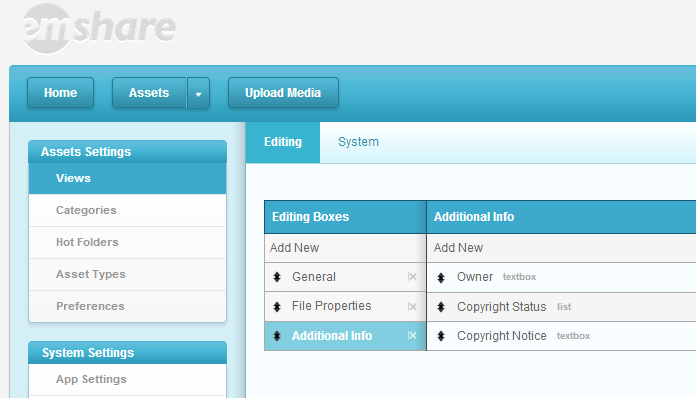 emshare
Home
Assets
Upload Media
Assets Settings
Views
Categories
Hot Folders
Asset Types
Preferences
System Settings
App Settings
Editing
System
Editing Boxes
Add New
General
File Properties
Additional Info
Additional Info
Add New
Owner textbox
Copyright Status list
Copyright Notice textbox